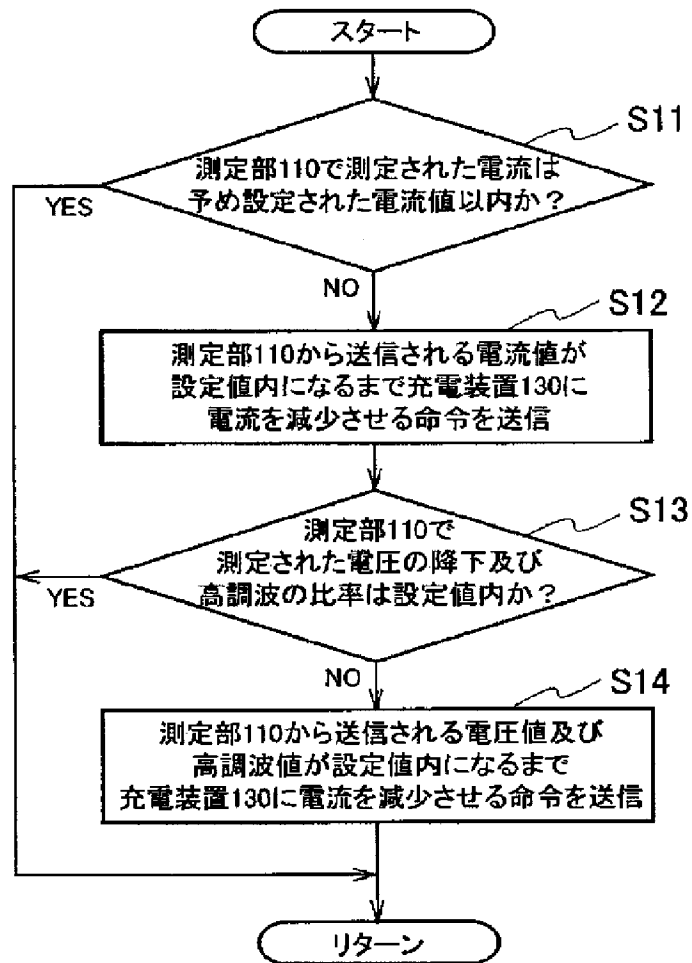 スタート
S11
測定部110で測定された電流は
予め設定された電流値以内か？
YES
NO
S12
測定部110から送信される電流値が
設定値内になるまで充電装置130に
電流を減少させる命令を送信
S13
測定部110で
測定された電圧の降下及び
高調波の比率は設定値内か？
YES
NO
S14
測定部110から送信される電圧値及び
高調波値が設定値内になるまで
充電装置130に電流を減少させる命令を送信
リターン